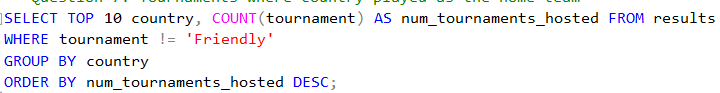 SELECT TOP 10 country, COUNT(tournament) AS num_tournaments_hosted FROM results
WHERE tournament != 'Friendly'
GROUP BY country
ORDER BY num_tournaments_hosted DESC;